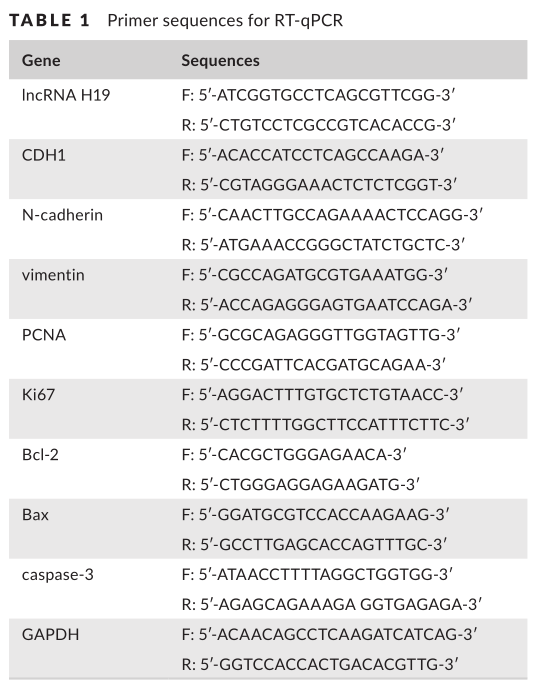 TABLE 1 Primer sequences for RT-qPCR
Gene Sequences
lncRNA H19 F: 5′-ATCGGTGCCTCAGCGTTCGG-3′
R: 5′-CTGTCCTCGCCGTCACACCG-3′
CDH1 F: 5′-ACACCATCCTCAGCCAAGA-3′
R: 5′-CGTAGGGAAACTCTCTCGGT-3′
N-cadherin F: 5′-CAACTTGCCAGAAAACTCCAGG-3′
R: 5′-ATGAAACCGGGCTATCTGCTC-3′
vimentin F: 5′-CGCCAGATGCGTGAAATGG-3′
R: 5′-ACCAGAGGGAGTGAATCCAGA-3′
PCNA F: 5′-GCGCAGAGGGTTGGTAGTTG-3′
R: 5′-CCCGATTCACGATGCAGAA-3′
Ki67 F: 5′-AGGACTTTGTGCTCTGTAACC-3′
R: 5′-CTCTTTTGGCTTCCATTTCTTC-3′
Bcl-2 F: 5′-CACGCTGGGAGAACA-3′
R: 5′-CTGGGAGGAGAAGATG-3′
Bax F: 5′-GGATGCGTCCACCAAGAAG-3′
R: 5′-GCCTTGAGCACCAGTTTGC-3′
caspase-3 F: 5′-ATAACCTTTTAGGCTGGTGG-3′
R: 5′-AGAGCAGAAAGA GGTGAGAGA-3′
GAPDH F: 5′-ACAACAGCCTCAAGATCATCAG-3′
R: 5′-GGTCCACCACTGACACGTTG-3′